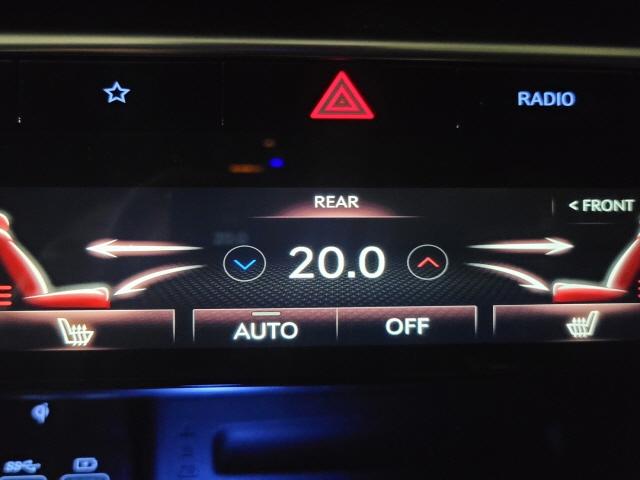 RADIO
REAR
< FRONT
20.0
AUTO
OFF